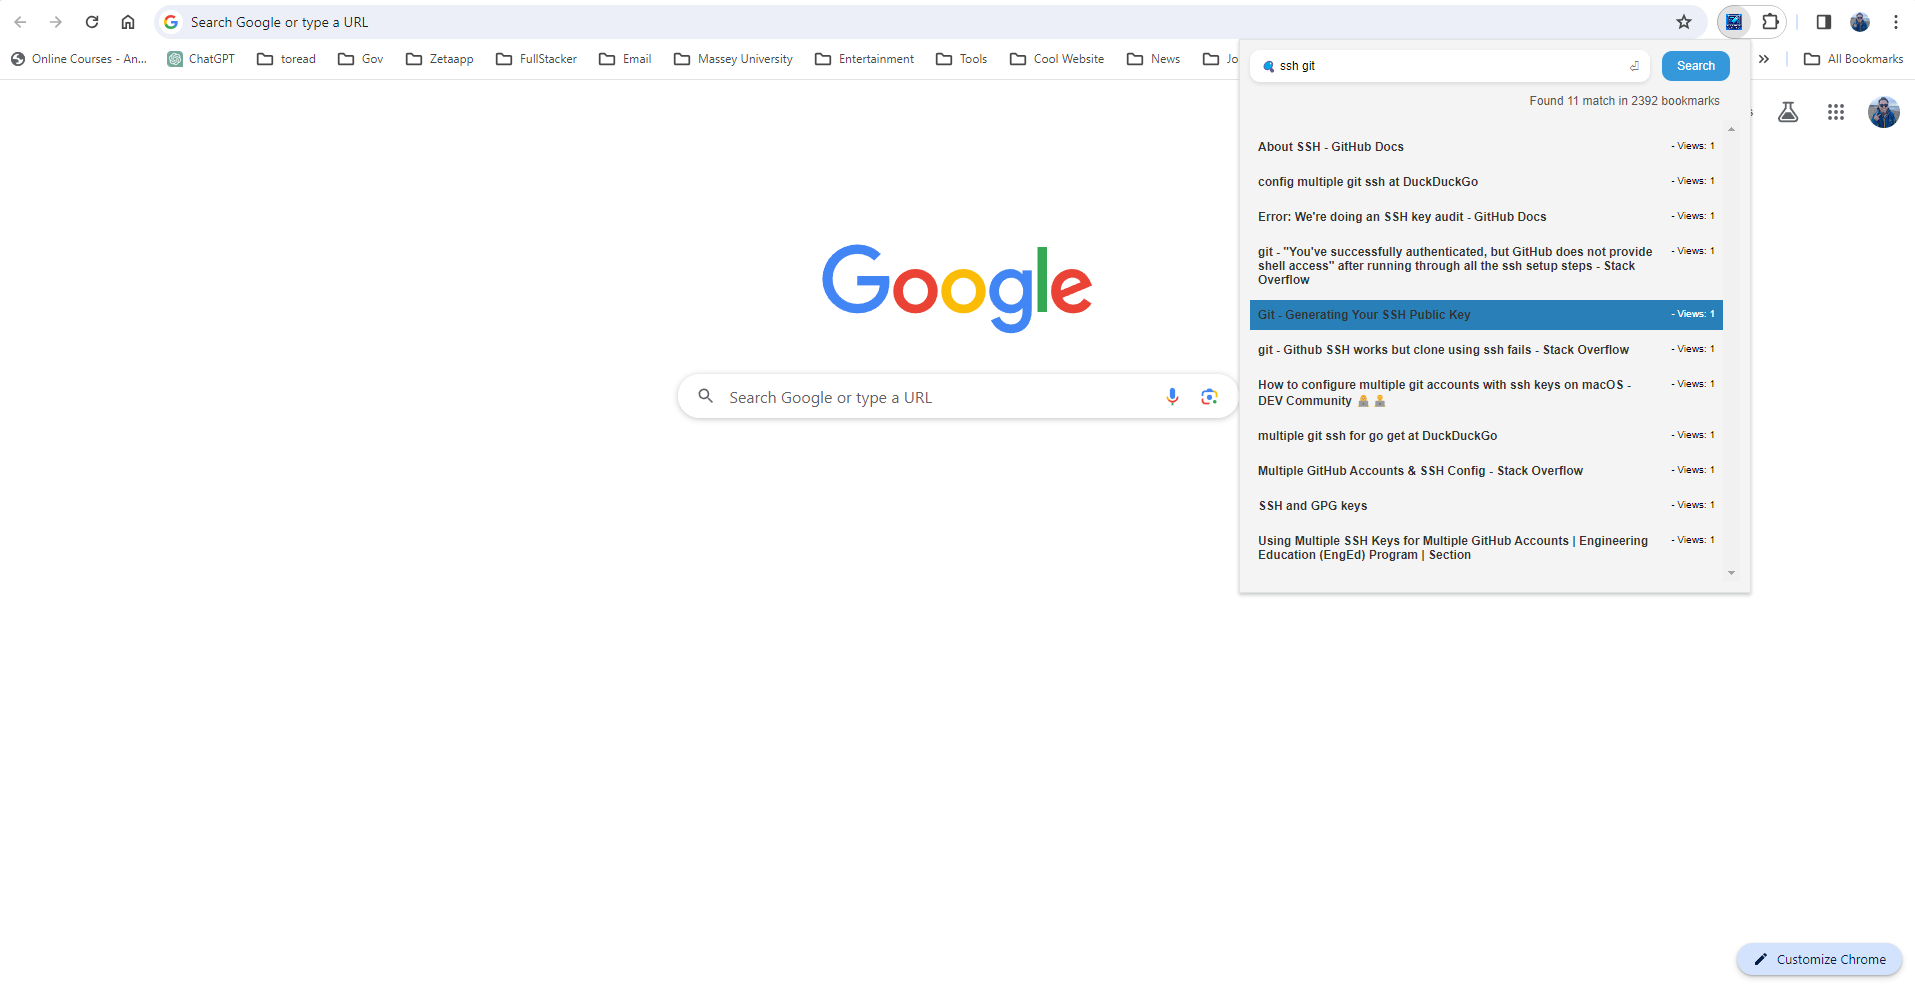 Search Google or type a URL
Online Courses - An...
ChatGPT
toread
Gov
Zetaapp
FullStacker
Email
Massey University
Entertainment
Tools
Cool Website
News
Jo
All Bookmarks
ssh git
Search
Found 11 match in 2392 bookmarks
About SSH - GitHub Docs - Views: 1
config multiple git ssh at DuckDuckGo - Views: 1
Error: We're doing an SSH key audit - GitHub Docs - Views: 1
git - "You've successfully authenticated, but GitHub does not provide - Views: 1
shell access" after running through all the ssh setup steps - Stack
Overflow
Git - Generating Your SSH Public Key - Views: 1
git - Github SSH works but clone using ssh fails - Stack Overflow - Views: 1
How to configure multiple git accounts with ssh keys on macOS - - Views: 1
DEV Community
multiple git ssh for go get at DuckDuckGo - Views: 1
Multiple GitHub Accounts & SSH Config - Stack Overflow - Views: 1
SSH and GPG keys - Views: 1
Using Multiple SSH Keys for Multiple GitHub Accounts | Engineering - Views: 1
Education (EngEd) Program | Section
Google
Search Google or type a URL
Customize Chrome